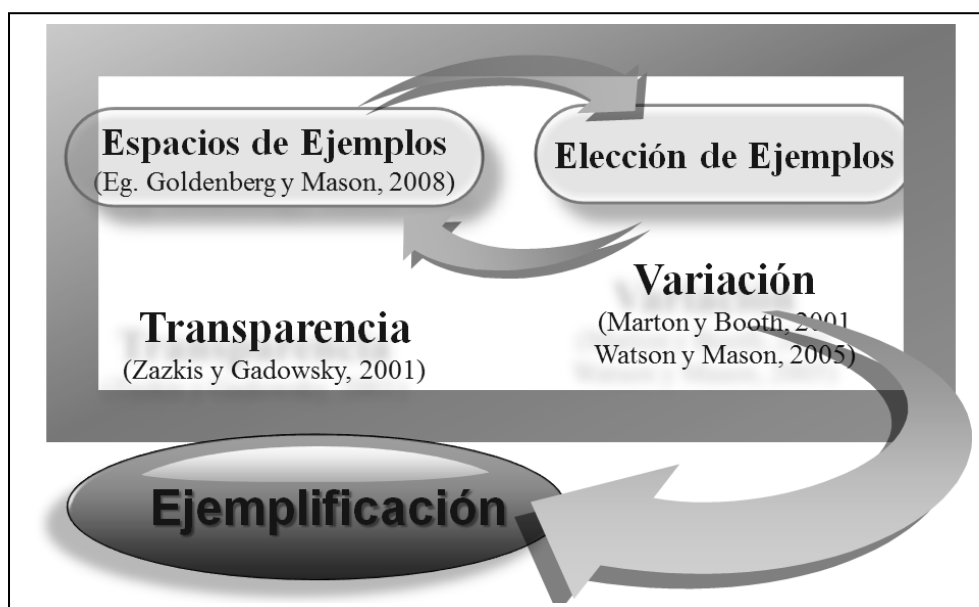 Espacios de Ejemplos
(Eg. Goldenberg y Mason, 2008)
Elección de Ejemplos
Variación
(Marton y Booth, 2001
Watson y Mason, 2005)
Transparencia
(Zazkis y Gadowsky, 2001)
Ejemplificación